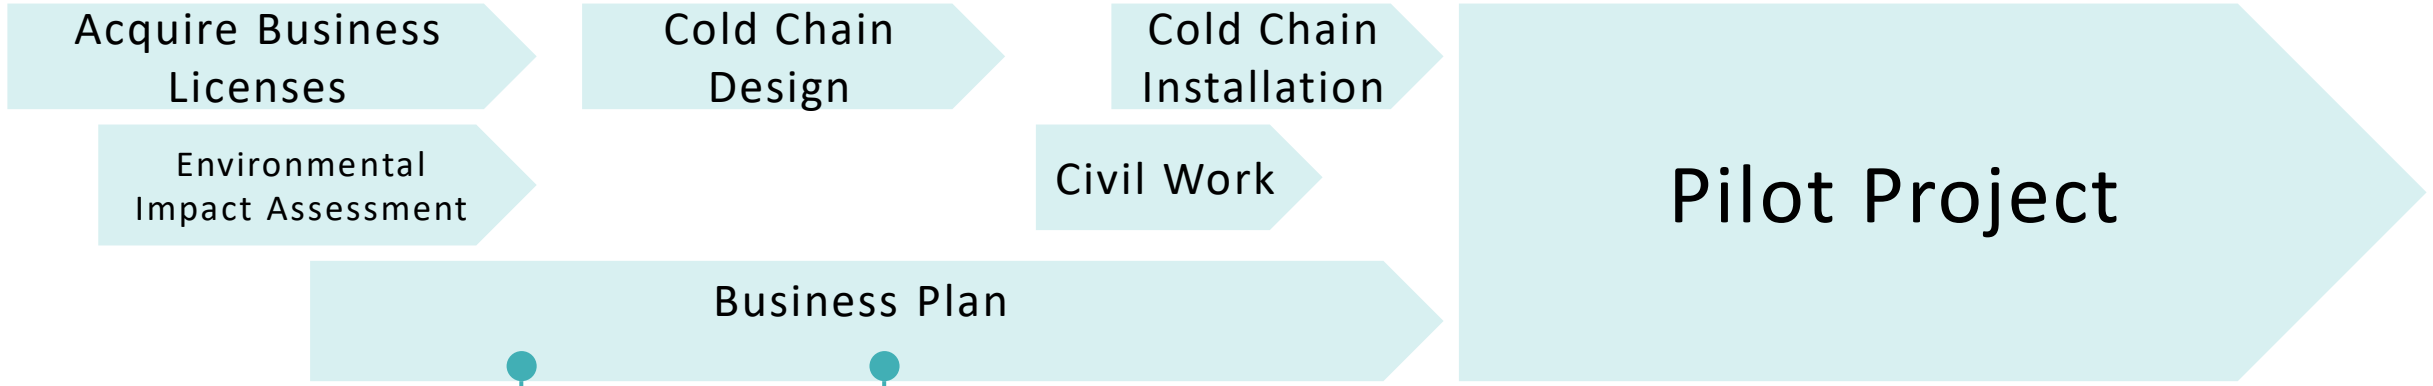 Acquire Business
Licenses
Cold Chain
Design
Cold Chain
Installation
Environmental
Impact Assessment
Civil Work
Pilot Project
Business Plan